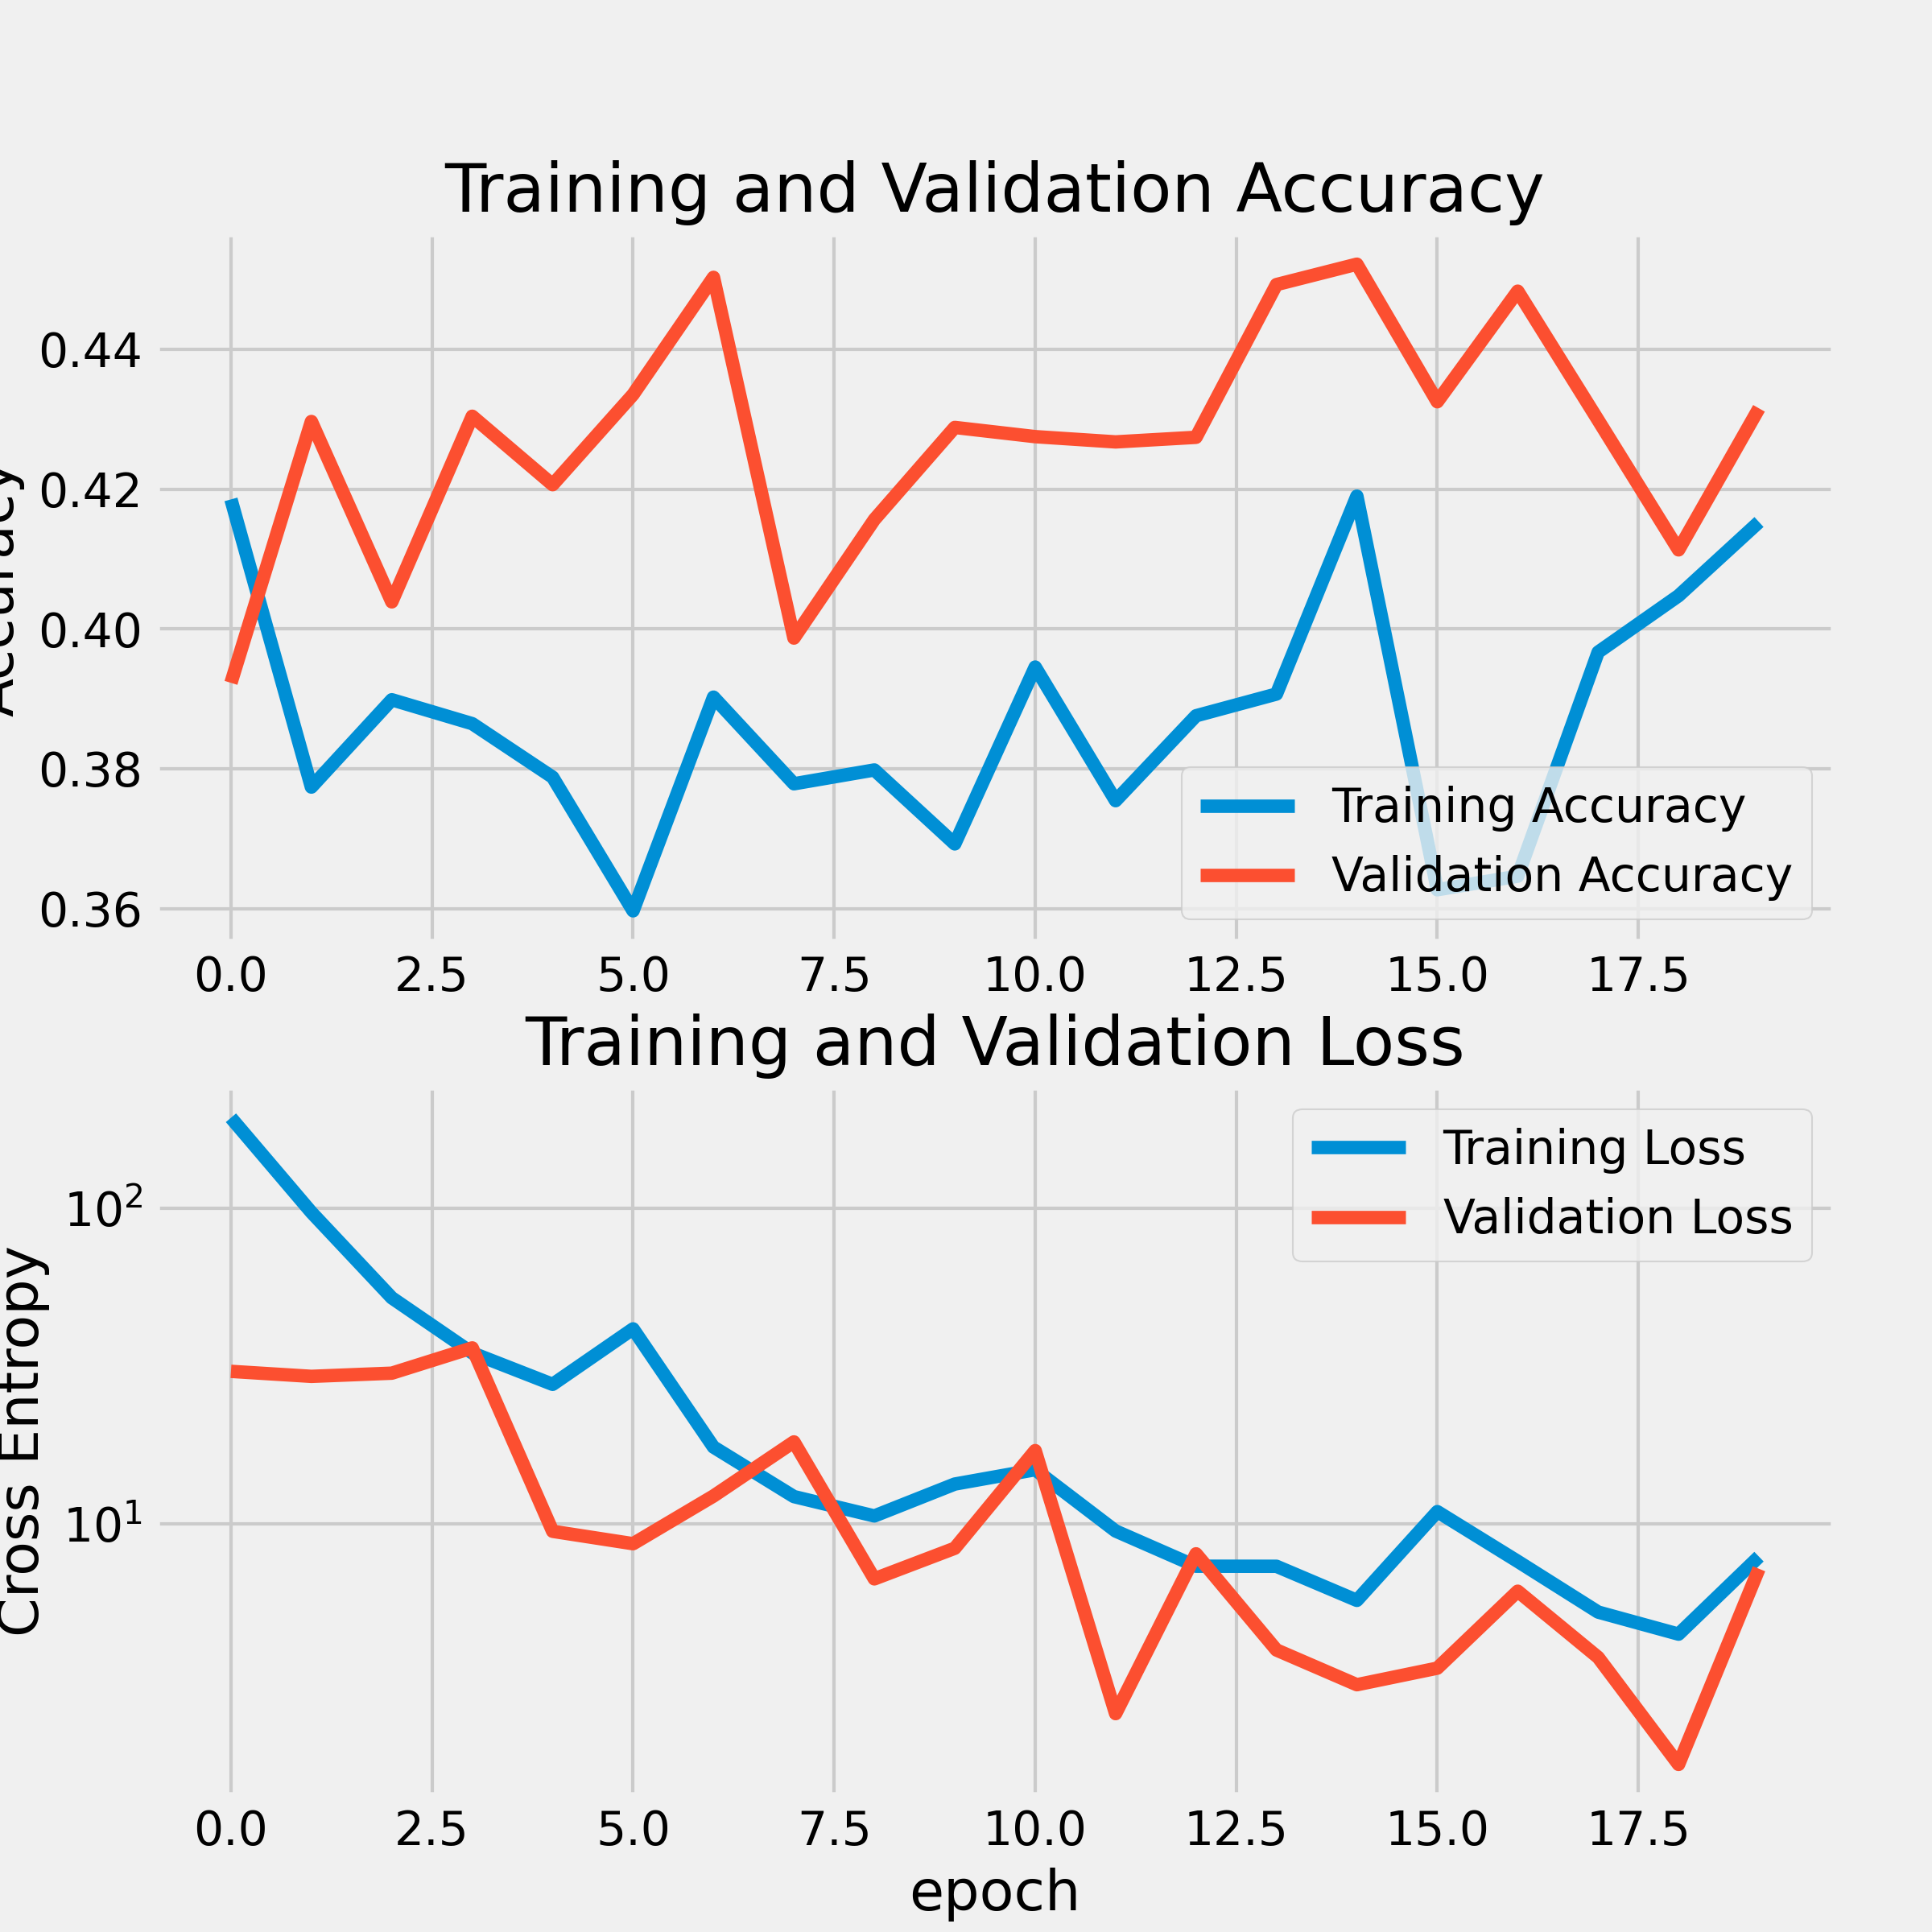 Training and Validation Accuracy
Accuracy
0.44
0.42
0.40
0.38
0.36
Training Accuracy
Validation Accuracy
0.0 2.5 5.0 7.5 10.0 12.5 15.0 17.5
Training and Validation Loss
Cross Entropy
10²
10¹
Training Loss
Validation Loss
0.0 2.5 5.0 7.5 10.0 12.5 15.0 17.5
epoch